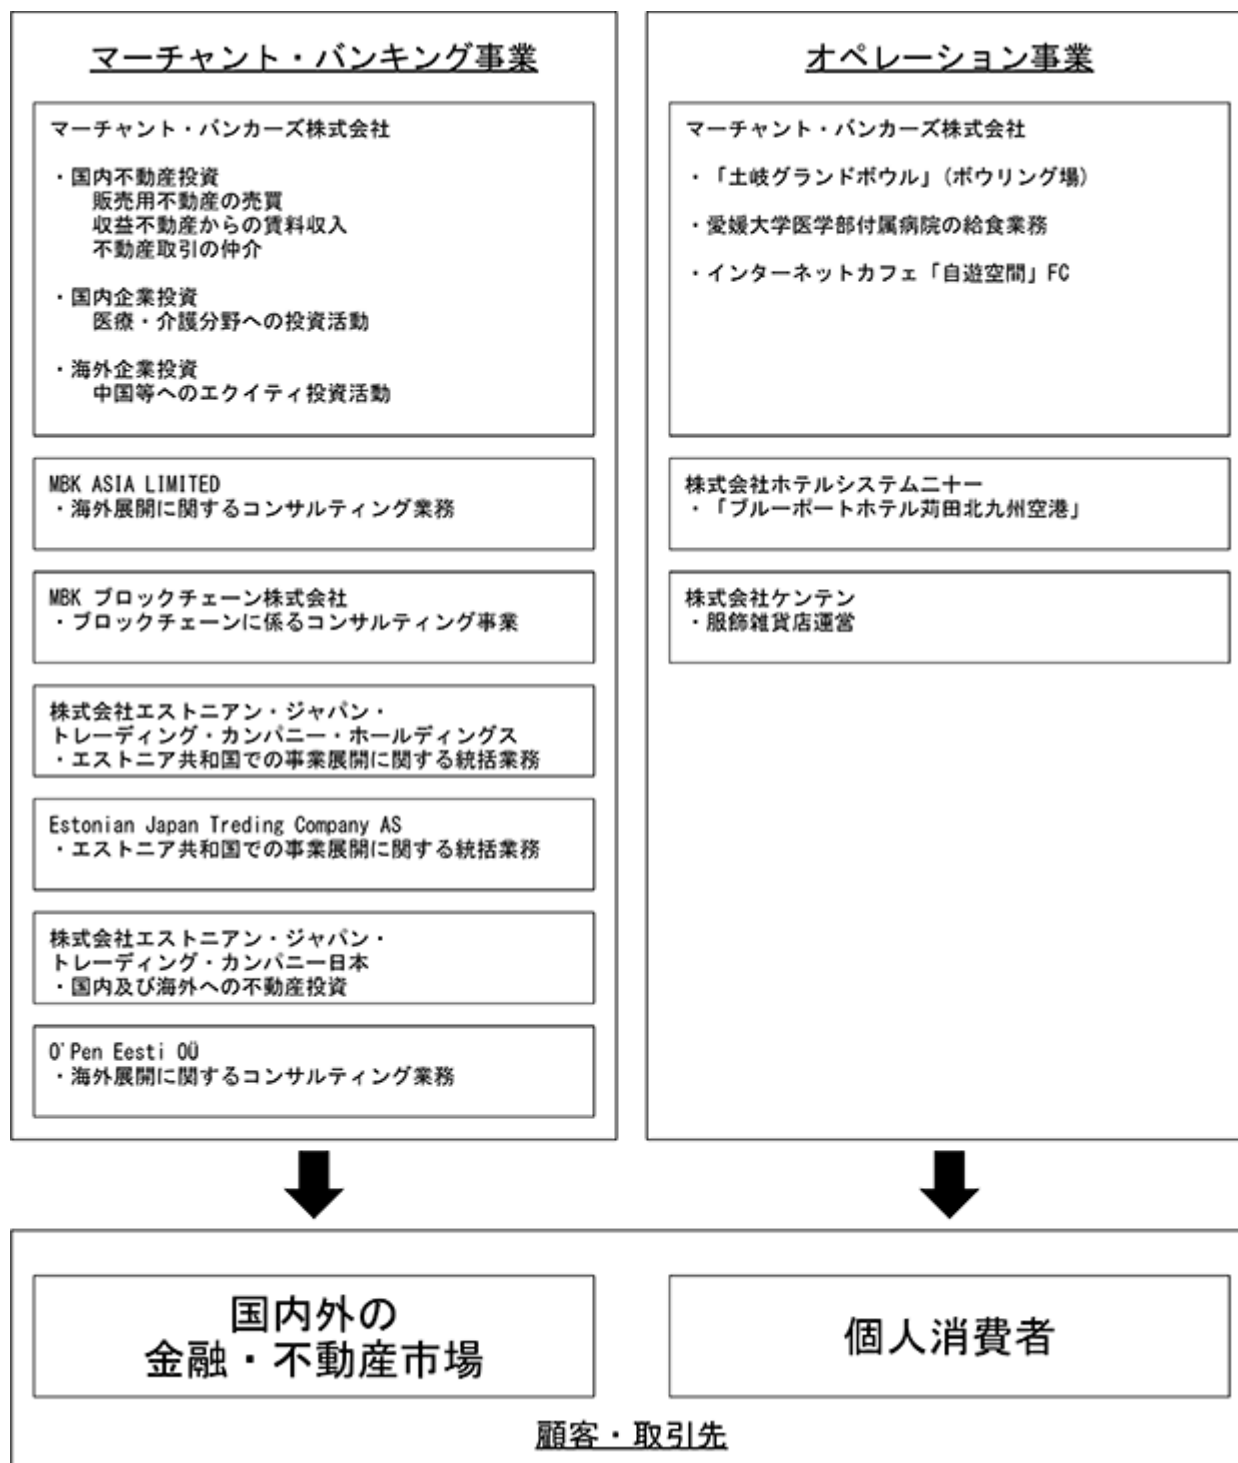 マーチャント・バンキング事業
マーチャント・バンカーズ株式会社
・国内不動産投資
販売用不動産の売買
収益不動産からの賃料収入
不動産取引の仲介
・国内企業投資
医療・介護分野への投資活動
・海外企業投資
中国等へのエクイティ投資活動
MBK ASIA LIMITED
・海外展開に関するコンサルティング業務
MBK ブロックチェーン株式会社
・ブロックチェーンに係るコンサルティング事業
株式会社エストニアン・ジャパン・
トレーディング・カンパニー・ホールディングス
・エストニア共和国での事業展開に関する統括業務
Estonian Japan Treding Company AS
・エストニア共和国での事業展開に関する統括業務
株式会社エストニアン・ジャパン・
トレーディング・カンパニー日本
・国内及び海外への不動産投資
O'Pen Eesti OÜ
・海外展開に関するコンサルティング業務
オペレーション事業
マーチャント・バンカーズ株式会社
・「土岐グランドボウル」(ボウリング場)
・愛媛大学医学部付属病院の給食業務
・インターネットカフェ「自遊空間」FC
株式会社ホテルシステム二十一
・「ブルーポートホテル苅田北九州空港」
株式会社ケンテン
・服飾雑貨店運営
国内外の
金融・不動産市場
個人消費者
顧客・取引先